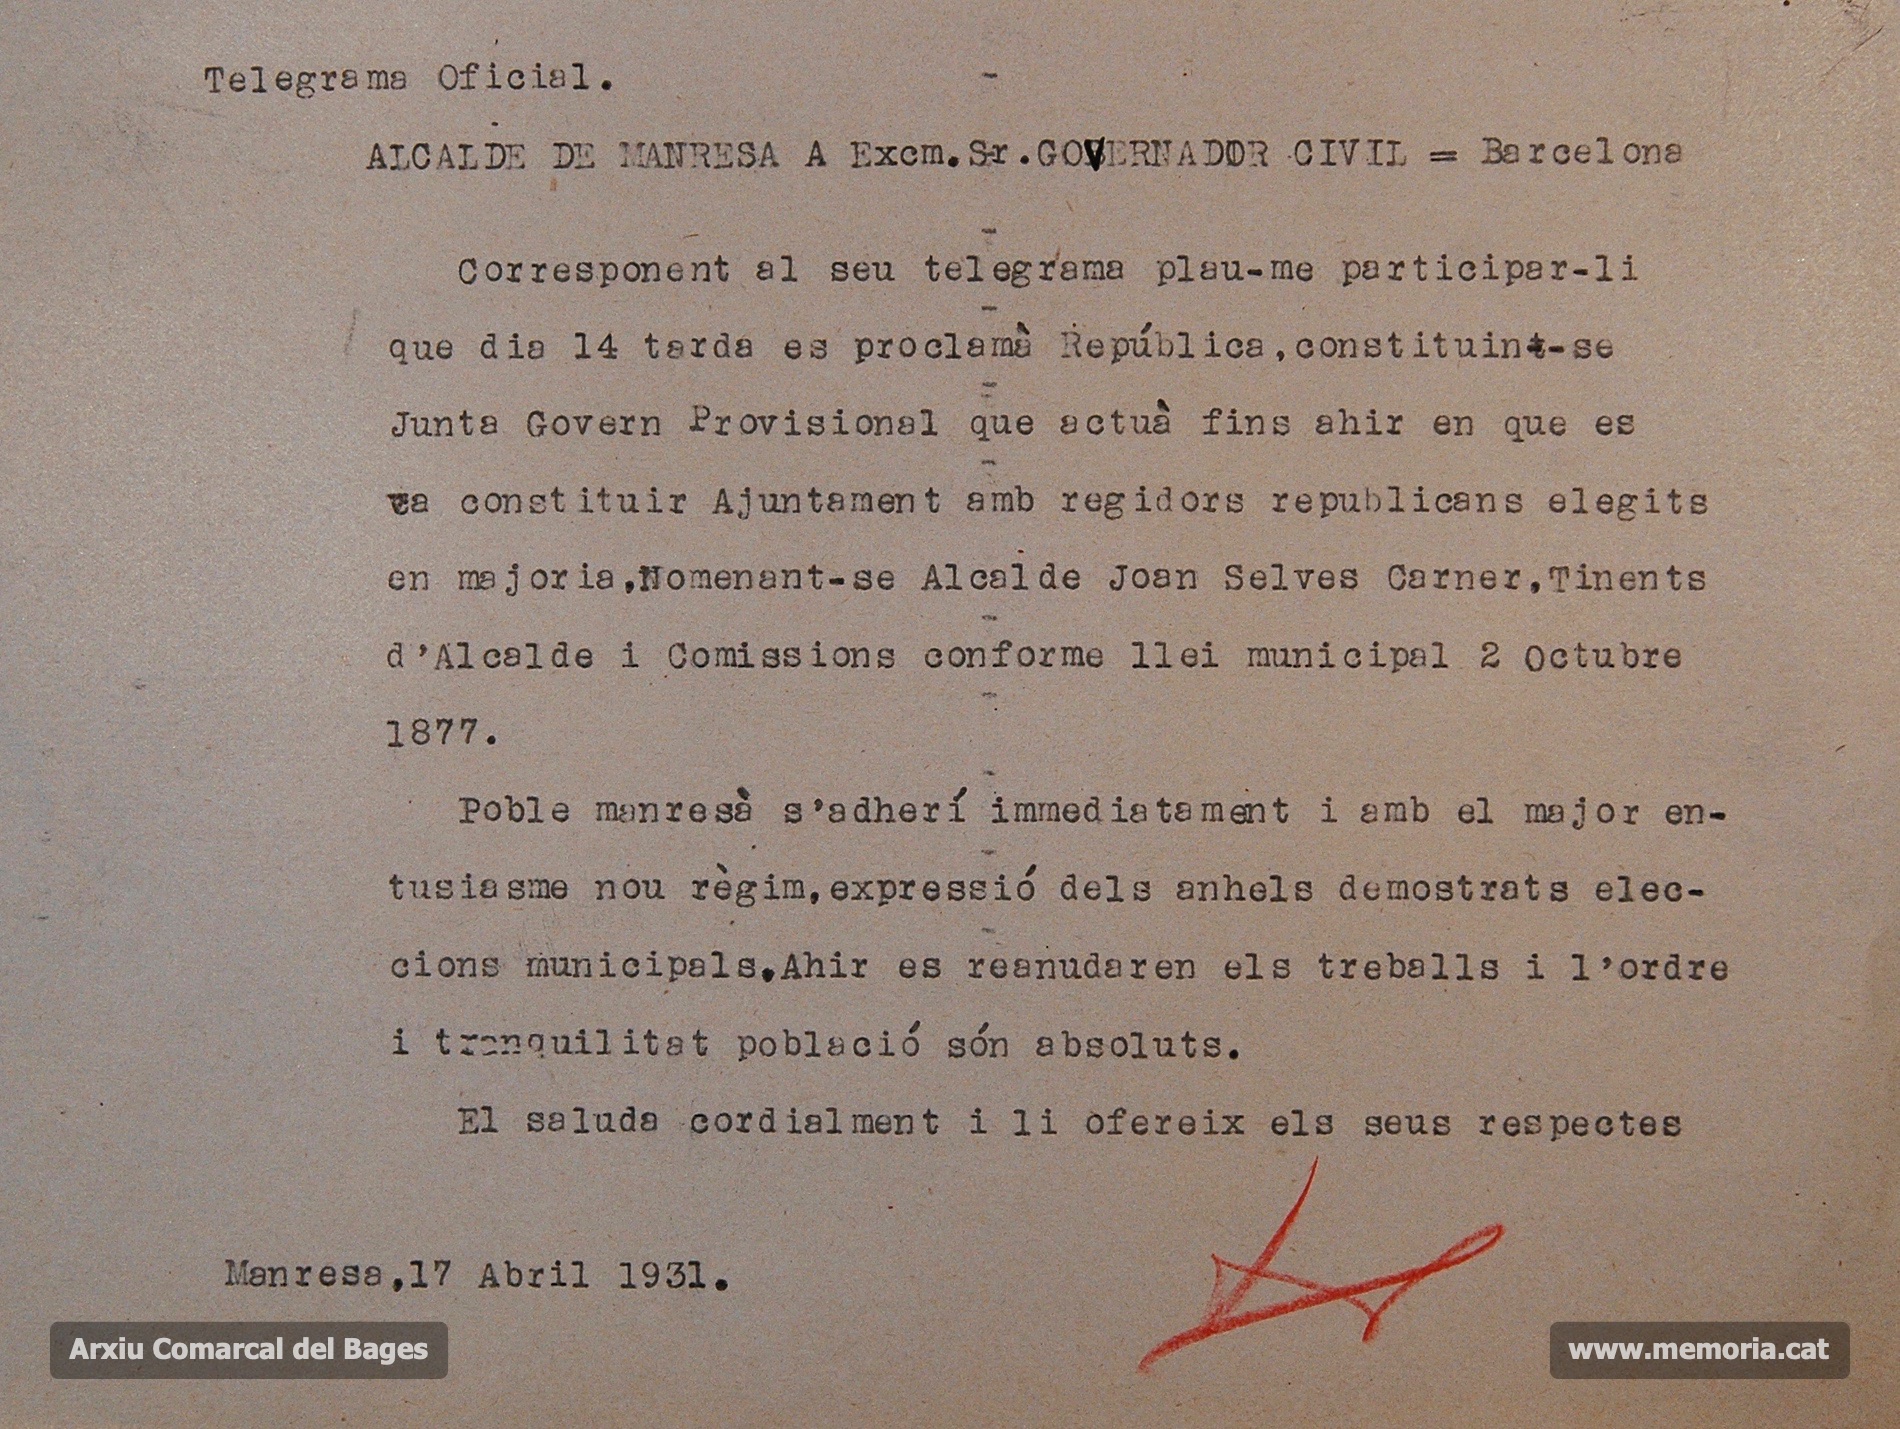 Telegrama Oficial.
ALCALDE DE MANRESA A Excm.Sr.GOVERNADOR CIVIL = Barcelona
Corresponent al seu telegrama plau-me participar-li
que dia 14 tarda es proclamà República,constituint-se
Junta Govern Provisional que actuà fins ahir en que es
va constituir Ajuntament amb regidors republicans elegits
en majoria,Nomenant-se Alcalde Joan Selves Carner,Tinents
d'Alcalde i Comissions conforme llei municipal 2 Octubre
1877.
Poble manresà s'adherí immediatament i amb el major en-
tusiasme nou règim,expressió dels anhels demostrats elec-
cions municipals.Ahir es reanudaren els treballs i l'ordre
i tranquilitat població són absoluts.
El saluda cordialment i li ofereix els seus respectes
Manresa,17 Abril 1931.
Arxiu Comarcal del Bages
www.memoria.cat